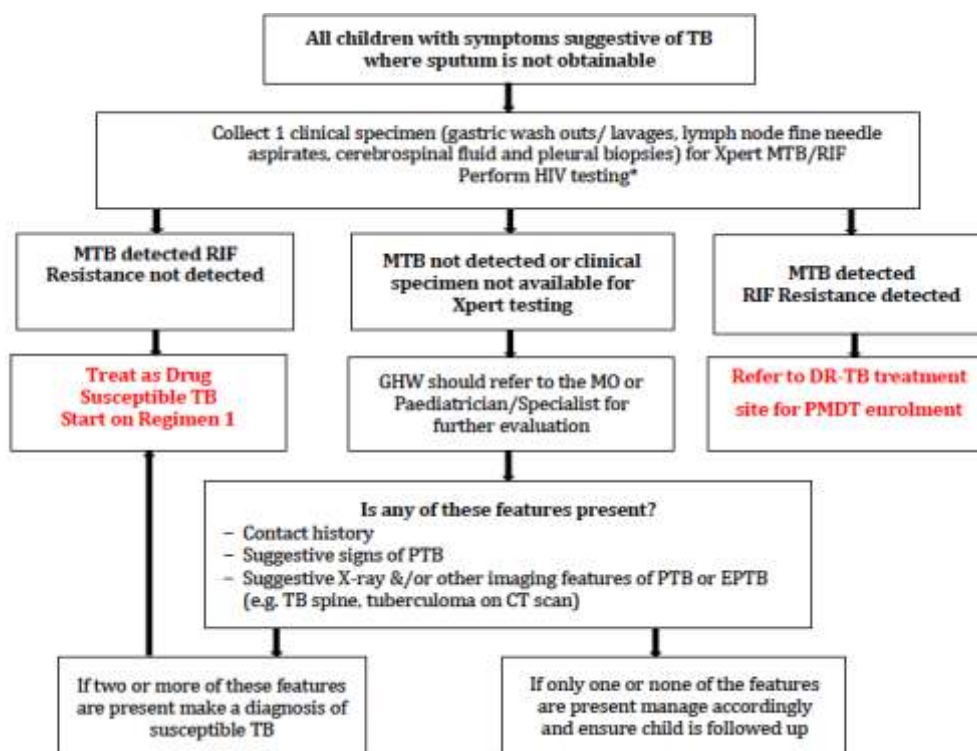 All children with symptoms suggestive of TB
where sputum is not obtainable
Collect 1 clinical specimen (gastric wash outs/ lavages, lymph node fine needle
aspirates, cerebrospinal fluid and pleural biopsies) for Xpert MTB/RIF
Perform HIV testing*
MTB detected RIF
Resistance not detected
MTB not detected or clinical
specimen not available for
Xpert testing
MTB detected
RIF Resistance detected
Treat as Drug
Susceptible TB
Start on Regimen 1
GHW should refer to the MO or
Paediatrician/Specialist for
further evaluation
Refer to DR-TB treatment
site for PMDT enrolment
Is any of these features present?
– Contact history
– Suggestive signs of PTB
– Suggestive X-ray &/or other imaging features of PTB or EPTB
(e.g. TB spine, tuberculoma on CT scan)
If two or more of these features
are present make a diagnosis of
susceptible TB
If only one or none of the features
are present manage accordingly
and ensure child is followed up